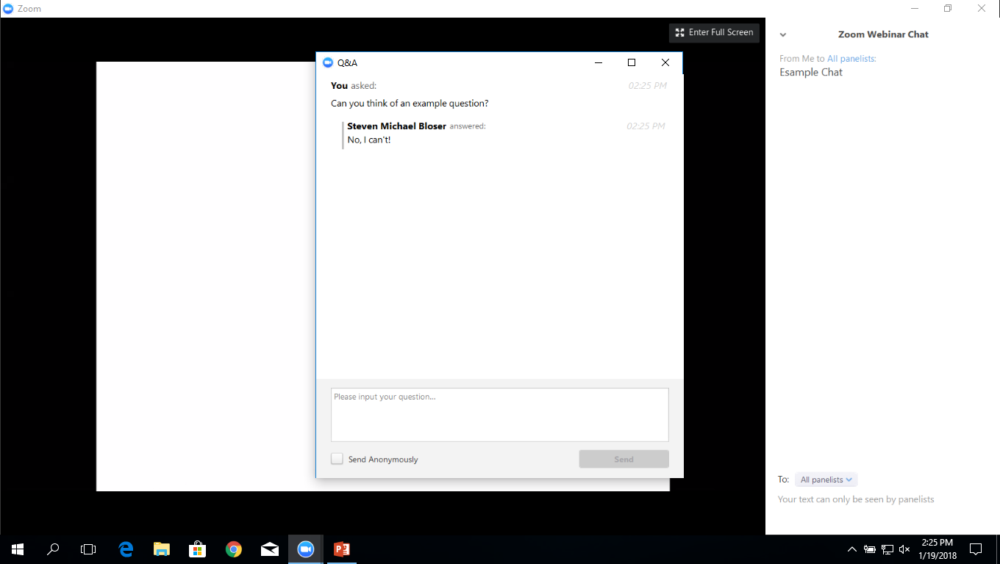 Zoom
Enter Full Screen
Q&A
You asked: 02:25 PM
Can you think of an example question?
Steven Michael Bloser answered: 02:25 PM
No, I can't!
Please input your question...
Send Anonymously
Send
Zoom Webinar Chat
From Me to All panelists:
Esample Chat
To: All panelists
Your text can only be seen by panelists
2:25 PM
1/19/2018